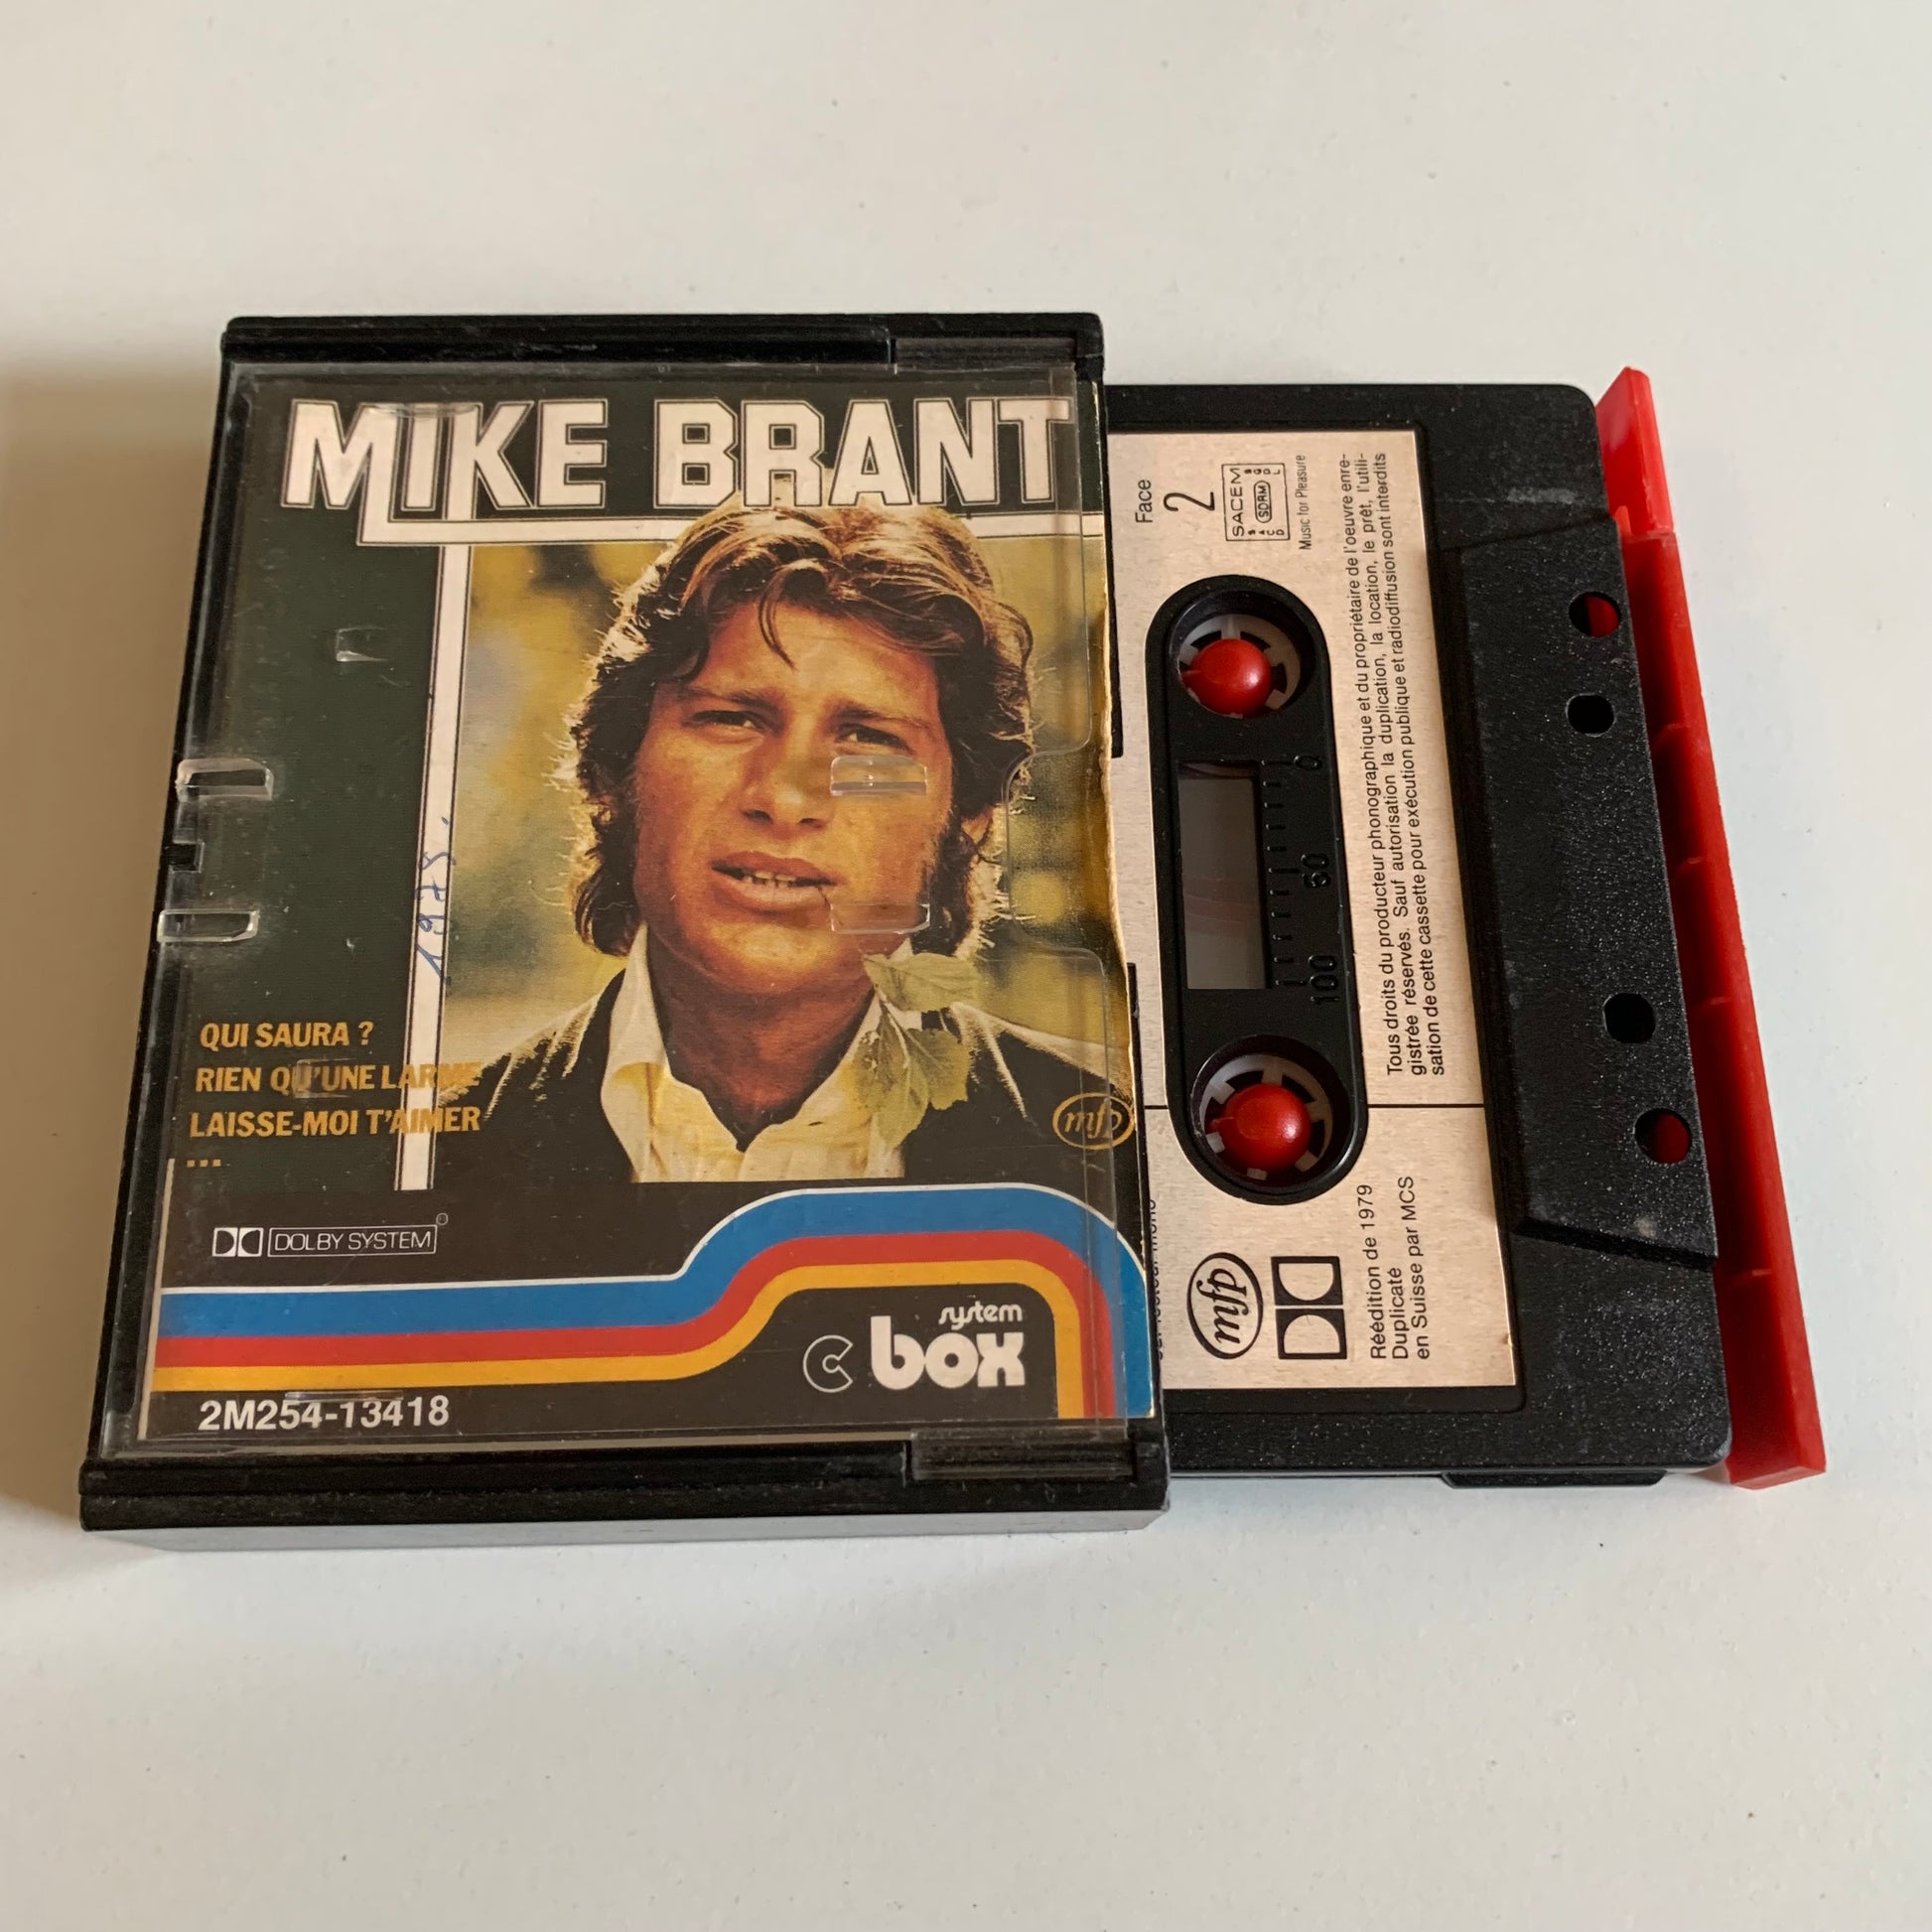 MIKE BRANT
1975.
QUI SAURA ?
RIEN QU'UNE LARME
LAISSE-MOI T'AIMER
...
mfp
DOLBY SYSTEM
system
c box
2M254-13418
Face
2
SACEM
SDRM
Music for Pleasure
0
50
100
Tous droits du producteur phonographique et du propriétaire de l'oeuvre enre-
gistrée réservés. Sauf autorisation la duplication, la location, le prêt, l'utili-
sation de cette cassette pour exécution publique et radiodiffusion sont interdits
mfp
Réédition de 1979
Duplicaté
en Suisse par MCS